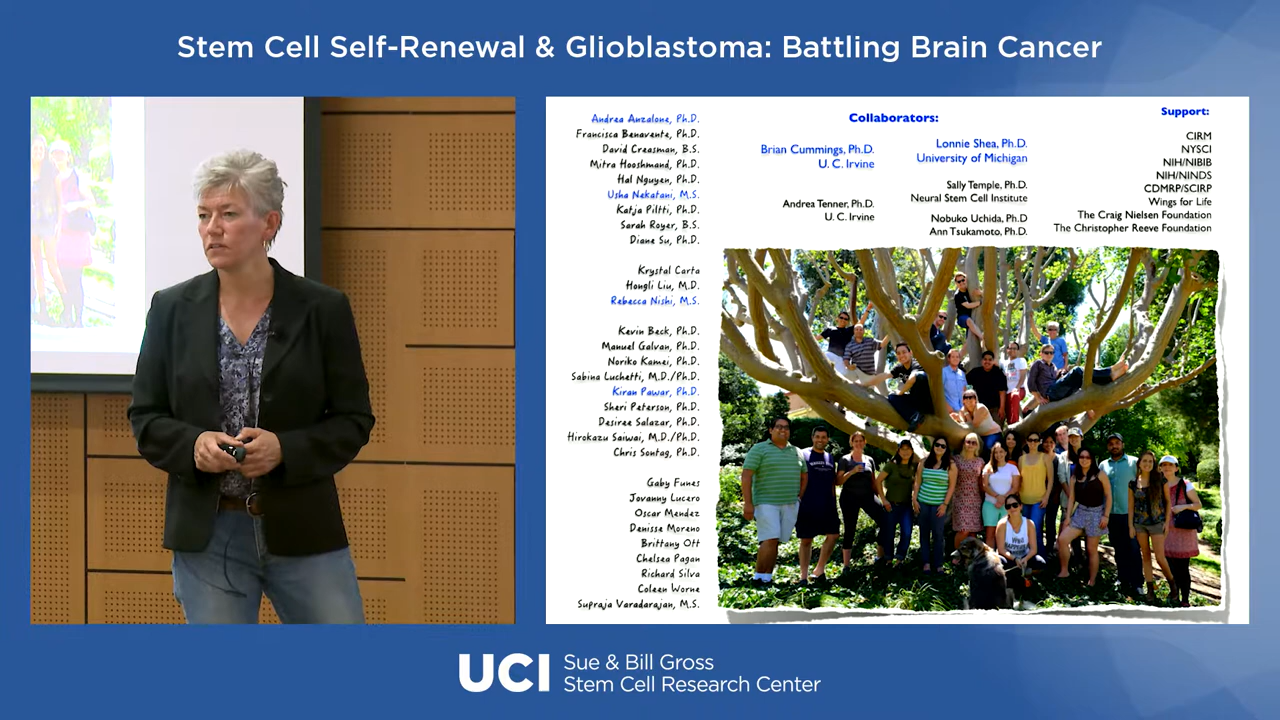 Stem Cell Self-Renewal & Glioblastoma: Battling Brain Cancer
Andrea Anzalone, Ph.D.
Francisca Benavente, Ph.D.
David Creasman, B.S.
Mitra Hooshmand, Ph.D.
Hal Nguyen, Ph.D.
Usha Nekatani, M.S.
Katja Piltti, Ph.D.
Sarah Royer, B.S.
Diane Su, Ph.D.
Krystal Carta
Hongli Liu, M.D.
Rebecca Nishi, M.S.
Kevin Beck, Ph.D.
Manuel Galvan, Ph.D.
Noriko Kamei, Ph.D.
Sabina Luchetti, M.D./Ph.D.
Kiran Pawar, Ph.D.
Sheri Peterson, Ph.D.
Desiree Salazar, Ph.D.
Hirokazu Saiwai, M.D./Ph.D.
Chris Sontag, Ph.D.
Gaby Funes
Jovanny Lucero
Oscar Mendez
Denisse Moreno
Brittany Ott
Chelsea Pagan
Richard Silva
Coleen Worne
Supraja Varadarajan, M.S.
Collaborators:
Brian Cummings, Ph.D.
U. C. Irvine
Andrea Tenner, Ph.D.
U. C. Irvine
Lonnie Shea, Ph.D.
University of Michigan
Sally Temple, Ph.D.
Neural Stem Cell Institute
Nobuko Uchida, Ph.D
Ann Tsukamoto, Ph.D.
Support:
CIRM
NYSCI
NIH/NIBIB
NIH/NINDS
CDMRP/SCIRP
Wings for Life
The Craig Nielsen Foundation
The Christopher Reeve Foundation
UCI
Sue & Bill Gross
Stem Cell Research Center